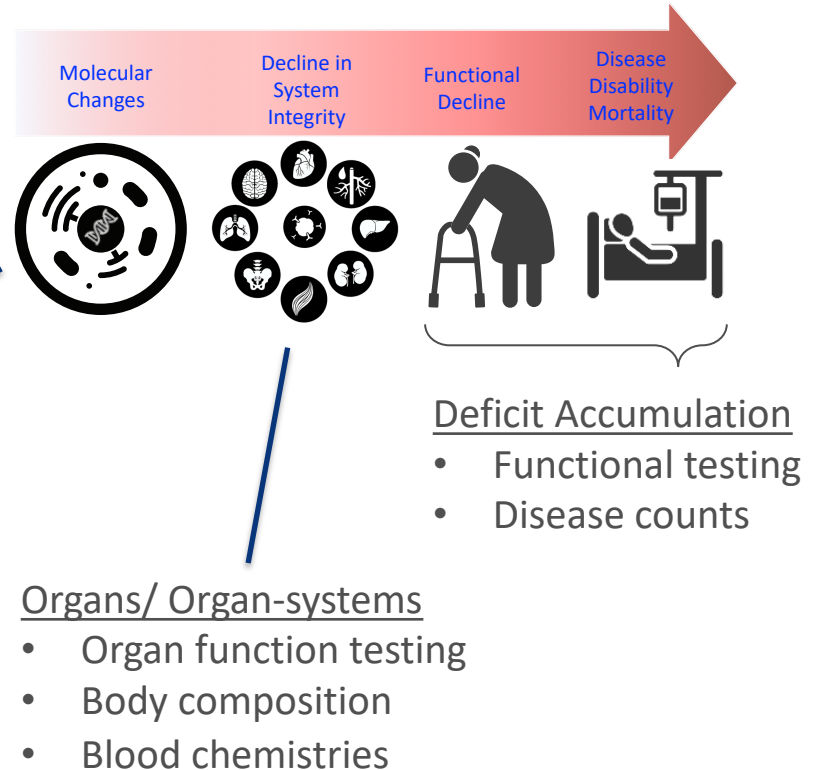 Molecular
Changes
Decline in
System
Integrity
Functional
Decline
Disease
Disability
Mortality
Deficit Accumulation
• Functional testing
• Disease counts
Organs/ Organ-systems
• Organ function testing
• Body composition
• Blood chemistries